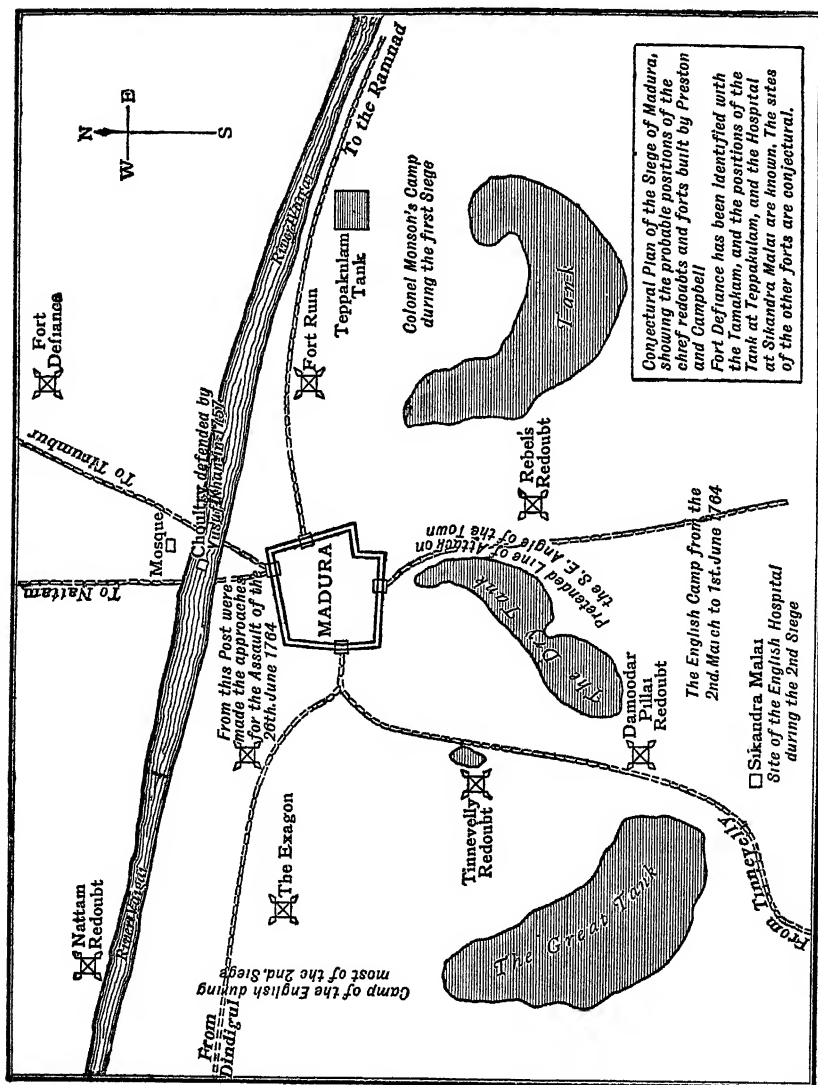 N
W
E
S
Fort
Defiance
To the Ramnad
River Vaigai
To Tirumbur
Mosque
Choultry defended by
Yusuf Khan in 1757
To Nattam
Fort Ruin
Teppakulam
Tank
Colonel Monson's Camp
during the first Siege
Tank
MADURA
From this Post were
made the approaches
for the Assault of the
26th. June 1764
Nattam
Redoubt
River Vaigai
The Exagon
Camp of the English during
most of the 2nd. Siege
From
Dindigul
Tinnevelly
Redoubt
The Great Tank
The Dry Tank
Pretended Line of Attack on
the S.E. Angle of the Town
Rebel's
Redoubt
The English Camp from the
2nd. March to 1st. June 1764
Damoodar
Pillai
Redoubt
Sikandra Malai
Site of the English Hospital
during the 2nd Siege
From Tinnevelly
Conjectural Plan of the Siege of Madura,
showing the probable positions of the
chief redoubts and forts built by Preston
and Campbell
Fort Defiance has been identified with
the Tamakam, and the positions of the
Tank at Teppakulam, and the Hospital
at Sikandra Malai are known. The sites
of the other forts are conjectural.